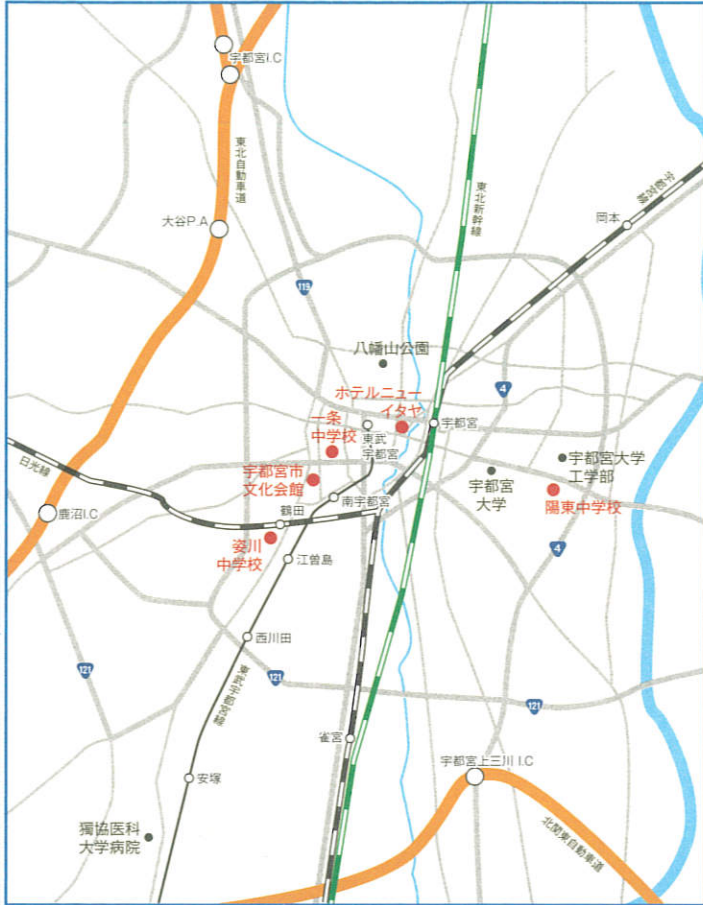 宇都宮I.C
東北自動車道
大谷P.A
東北新幹線
宇都宮線
岡本
119
八幡山公園
4
ホテルニュー
イタヤ
一条
中学校
東武
宇都宮
宇都宮
宇都宮市
文化会館
宇都宮
大学
宇都宮大学
工学部
陽東中学校
日光線
鹿沼I.C
南宇都宮
鶴田
姿川
中学校
江曽島
4
西川田
121
121
東武宇都宮線
121
雀宮
宇都宮上三川 I.C
安塚
獨協医科
大学病院
北関東自動車道